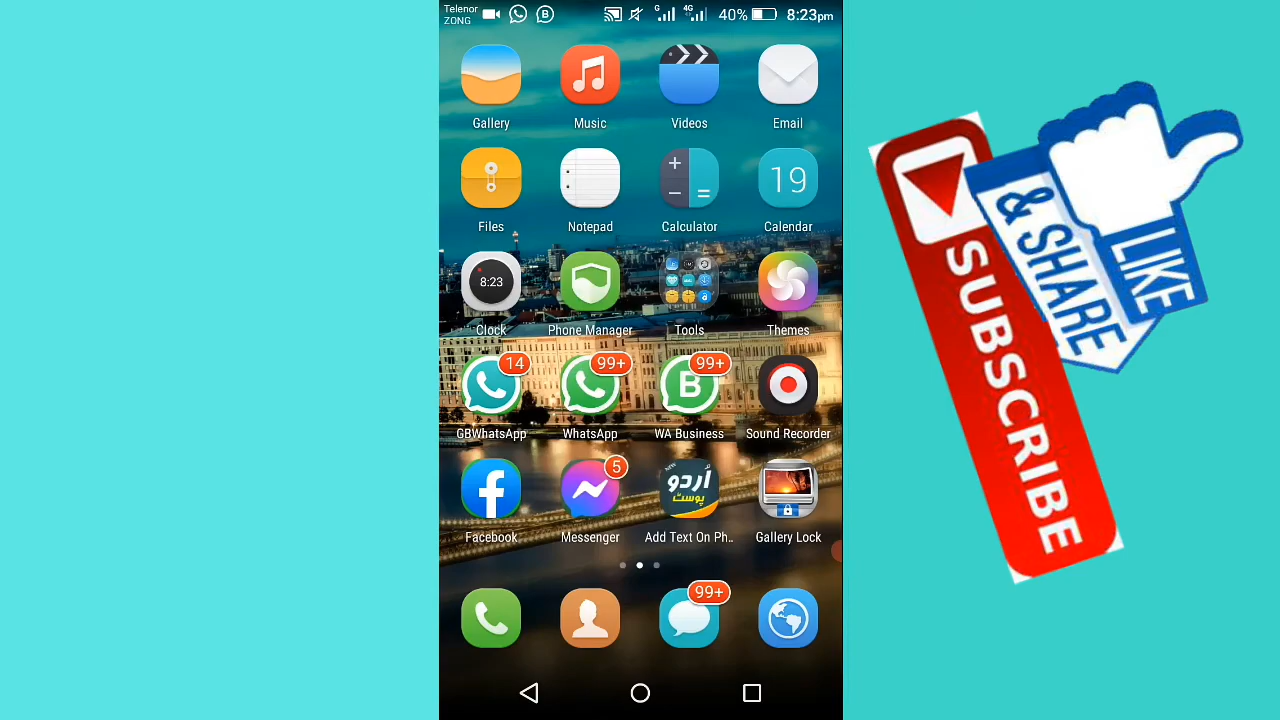 Telenor
ZONG
G
4G
40%
8:23pm
Gallery
Music
Videos
Email
19
Files
Notepad
Calculator
Calendar
8:23
Clock
Phone Manager
Tools
Themes
14
99+
99+
B
GBWhatsApp
WhatsApp
WA Business
Sound Recorder
5
NEW
اُردو
پوسٹ
Facebook
Messenger
Add Text On Ph..
Gallery Lock
99+
SUBSCRIBE
LIKE
& SHARE